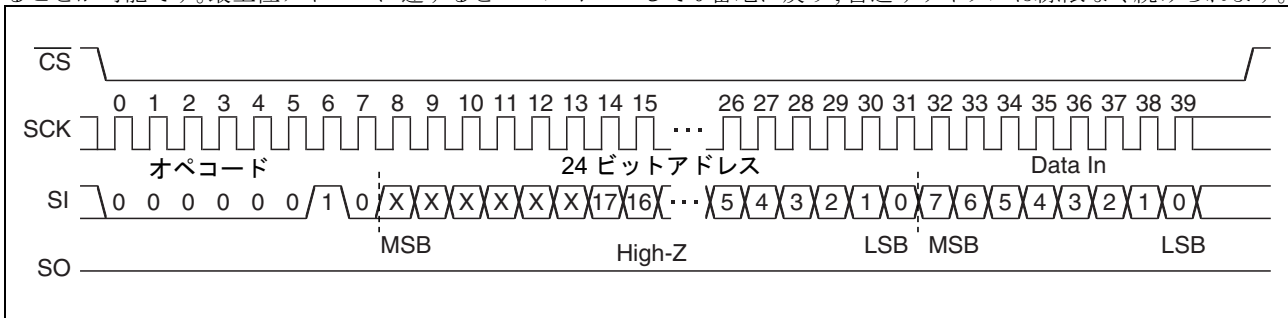 CS
0 1 2 3 4 5 6 7 8 9 10 11 12 13 14 15 26 27 28 29 30 31 32 33 34 35 36 37 38 39
SCK ...
オペコード 24 ビットアドレス Data In
SI 0 0 0 0 0 0 1 0 X X X X X X 17 16 ... 5 4 3 2 1 0 7 6 5 4 3 2 1 0
MSB High-Z LSB MSB LSB
SO